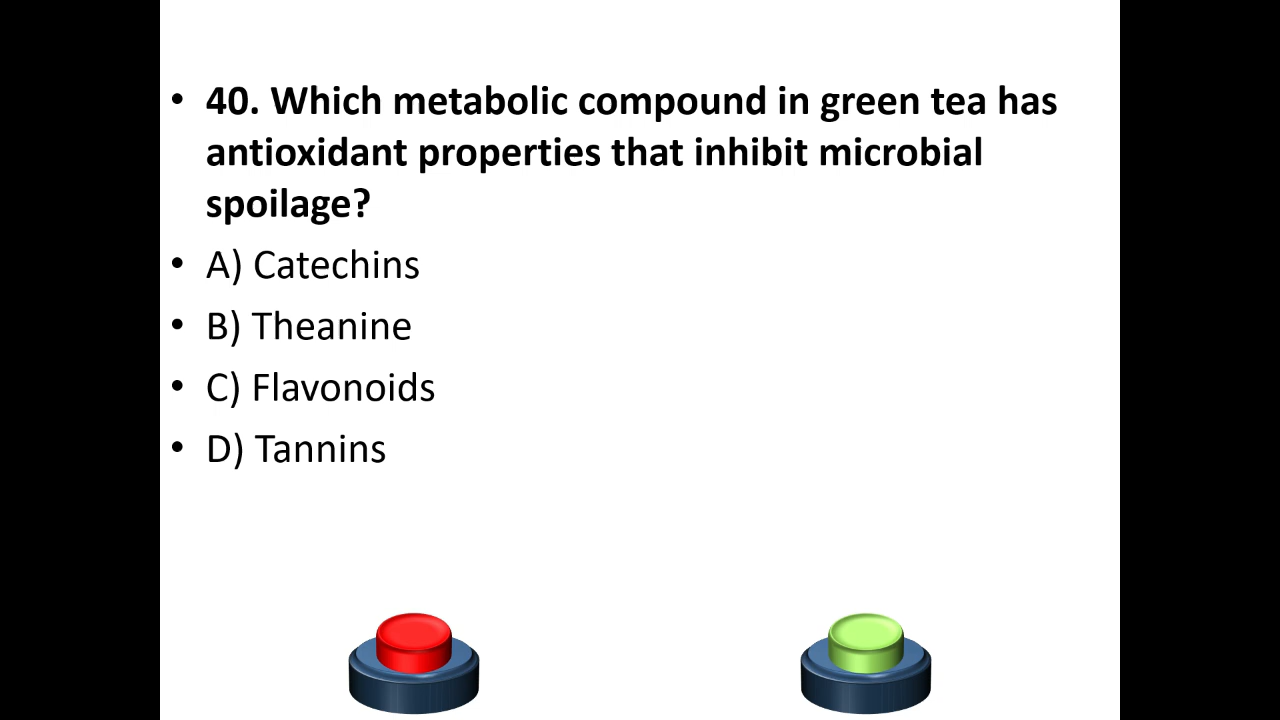 • 40. Which metabolic compound in green tea has
antioxidant properties that inhibit microbial
spoilage?
• A) Catechins
• B) Theanine
• C) Flavonoids
• D) Tannins